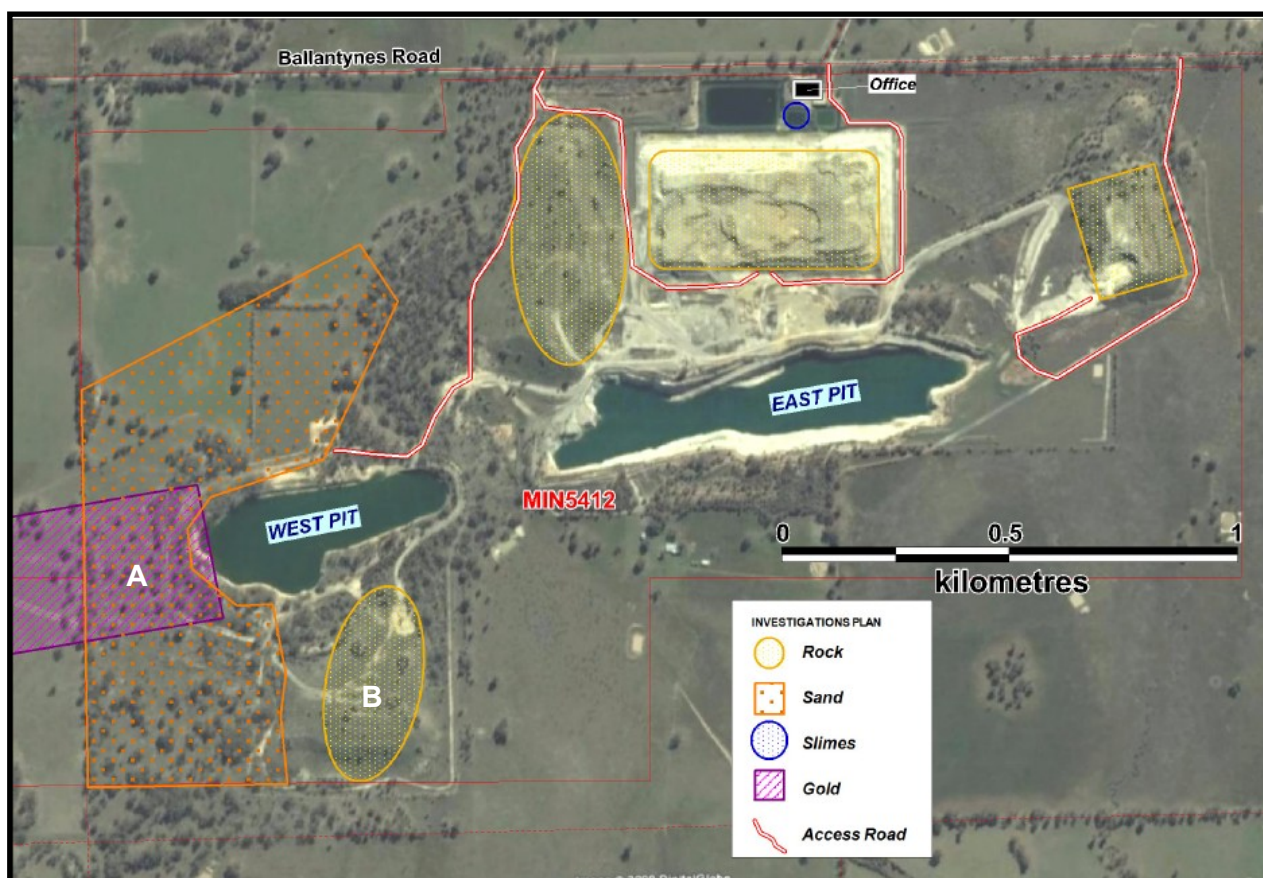 Ballantynes Road
Office
EAST PIT
WEST PIT
MIN5412
A
B
0 0.5 1
kilometres
INVESTIGATIONS PLAN
Rock
Sand
Slimes
Gold
Access Road